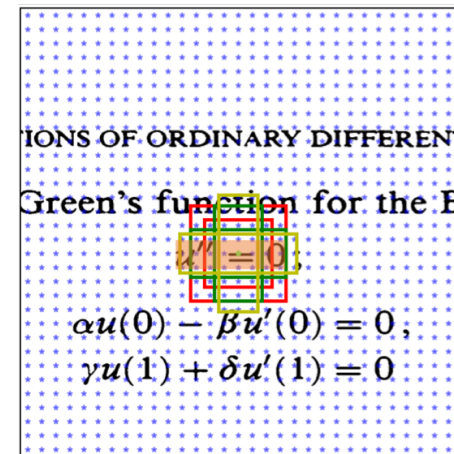 IONS OF ORDINARY DIFFEREN
Green's function for the
u'' = 0;
αu(0) − βu'(0) = 0,
γu(1) + δu'(1) = 0